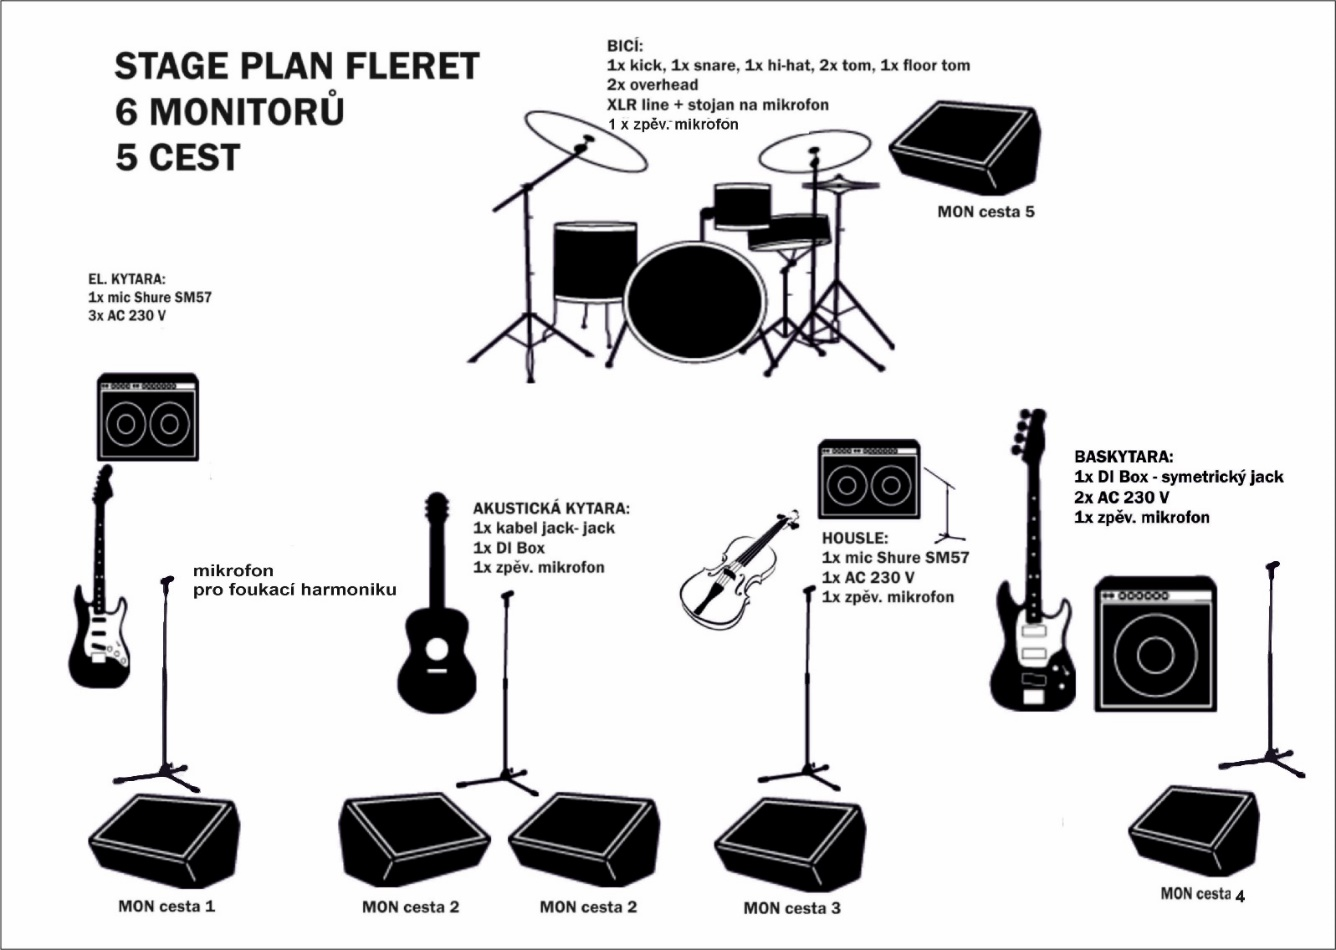 STAGE PLAN FLERET
6 MONITORŮ
5 CEST
BICÍ:
1x kick, 1x snare, 1x hi-hat, 2x tom, 1x floor tom
2x overhead
XLR line + stojan na mikrofon
1 x zpěv. mikrofon
MON cesta 5
EL. KYTARA:
1x mic Shure SM57
3x AC 230 V
mikrofon
pro foukací harmoniku
AKUSTICKÁ KYTARA:
1x kabel jack- jack
1x DI Box
1x zpěv. mikrofon
HOUSLE:
1x mic Shure SM57
1x AC 230 V
1x zpěv. mikrofon
BASKYTARA:
1x DI Box - symetrický jack
2x AC 230 V
1x zpěv. mikrofon
MON cesta 1
MON cesta 2
MON cesta 2
MON cesta 3
MON cesta 4